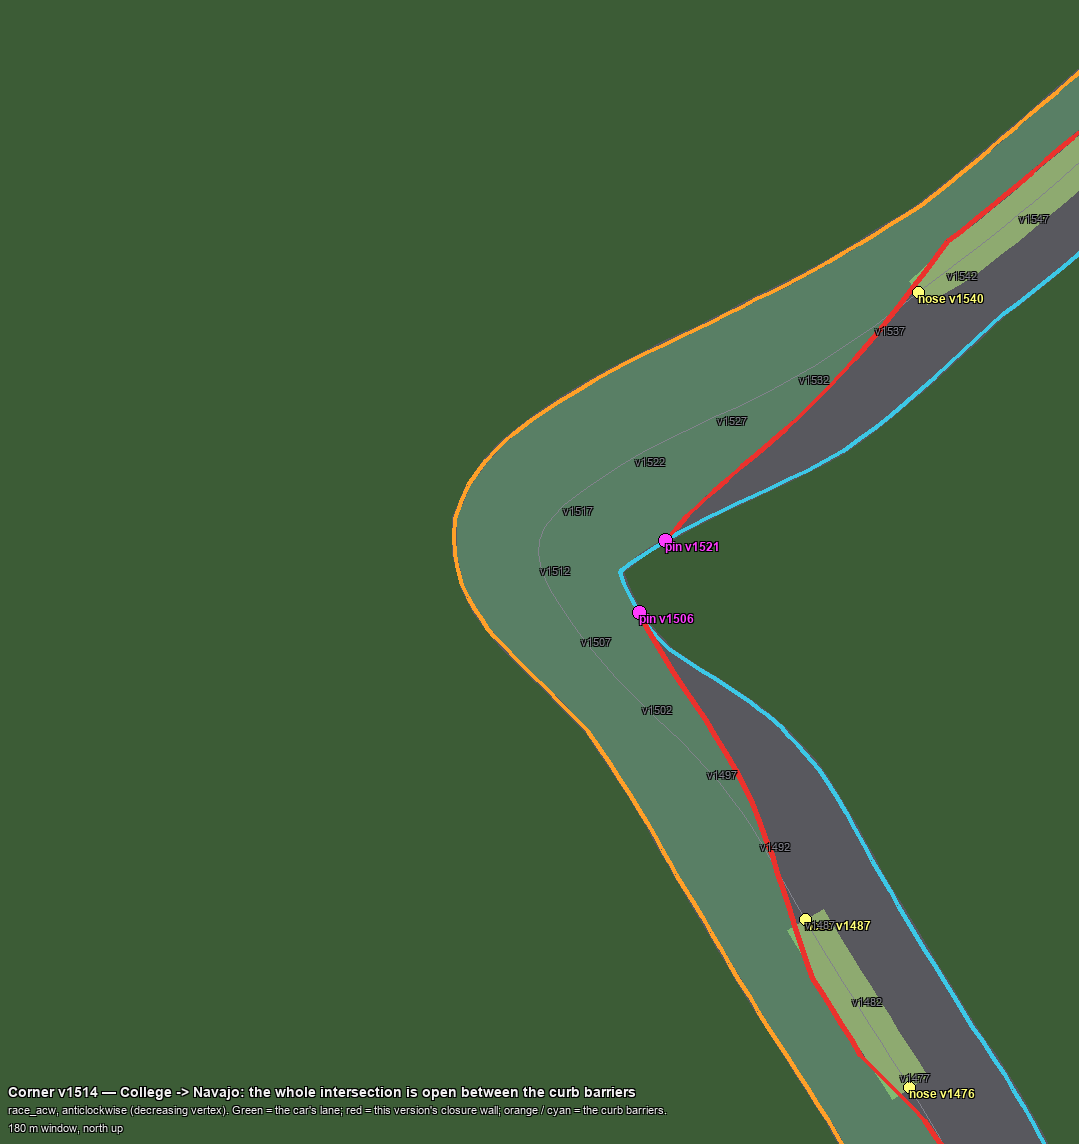 v1547
v1542
nose v1540
v1537
v1532
v1527
v1522
v1517
pin v1521
v1512
pin v1506
v1507
v1502
v1497
v1492
v1487
v1487
v1482
v1477
nose v1476
Corner v1514 — College -> Navajo: the whole intersection is open between the curb barriers
race_acw, anticlockwise (decreasing vertex). Green = the car's lane; red = this version's closure wall; orange / cyan = the curb barriers.
180 m window, north up